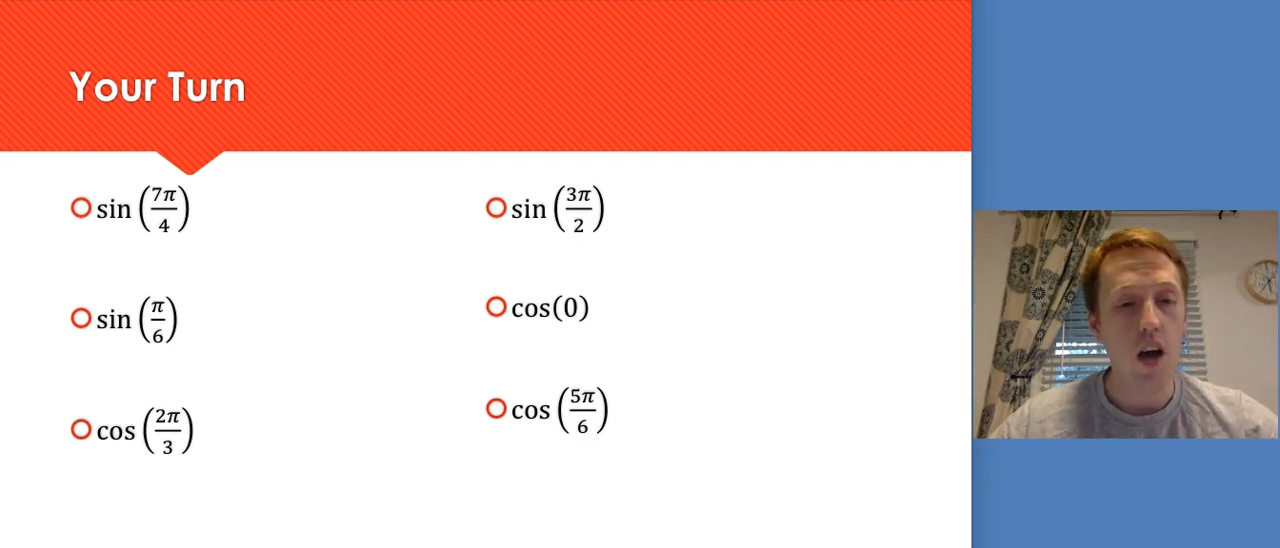 Your Turn
sin (7π/4)
sin (π/6)
cos (2π/3)
sin (3π/2)
cos(0)
cos (5π/6)